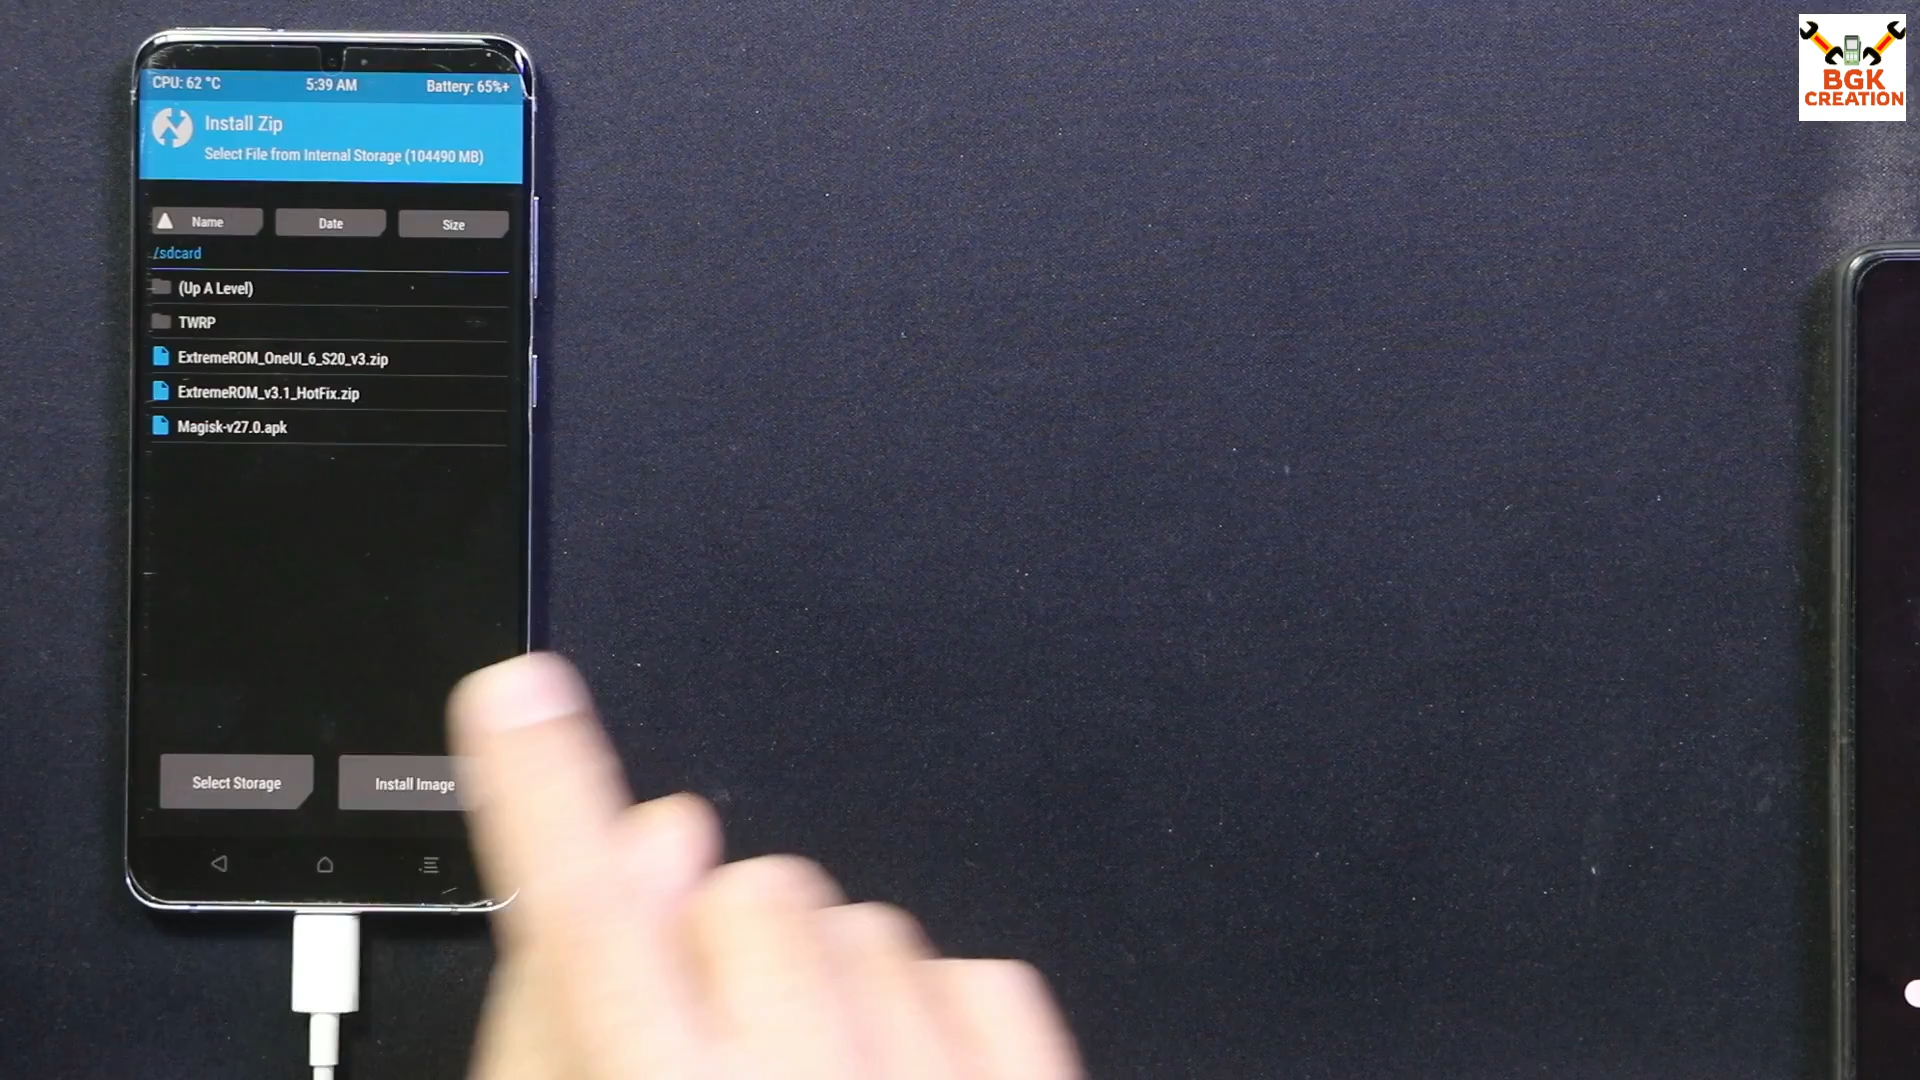 CPU: 62 °C
5:39 AM
Battery: 65%+
Install Zip
Select File from Internal Storage (104490 MB)
Name
Date
Size
/sdcard
(Up A Level)
TWRP
ExtremeROM_OneUI_6_S20_v3.zip
ExtremeROM_v3.1_HotFix.zip
Magisk-v27.0.apk
Select Storage
Install Image
BGK
CREATION